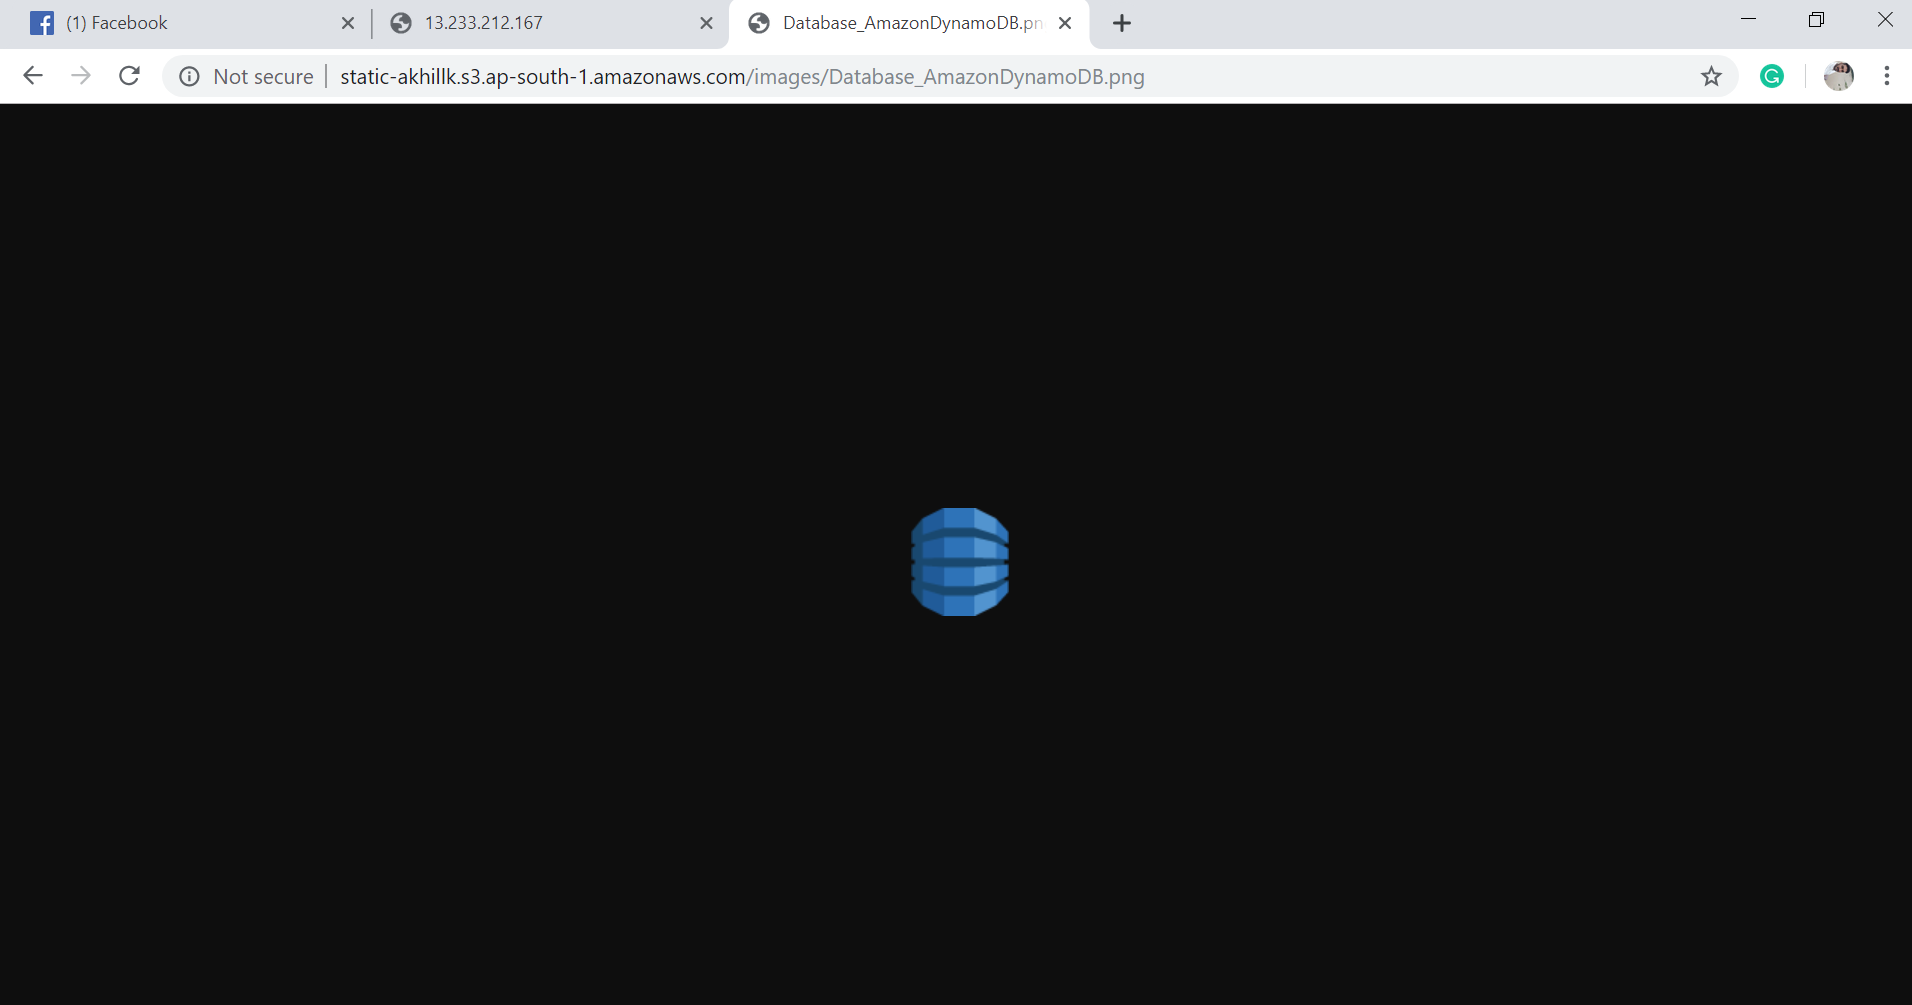 (1) Facebook
13.233.212.167
Database_AmazonDynamoDB.pn
Not secure
static-akhillk.s3.ap-south-1.amazonaws.com/images/Database_AmazonDynamoDB.png